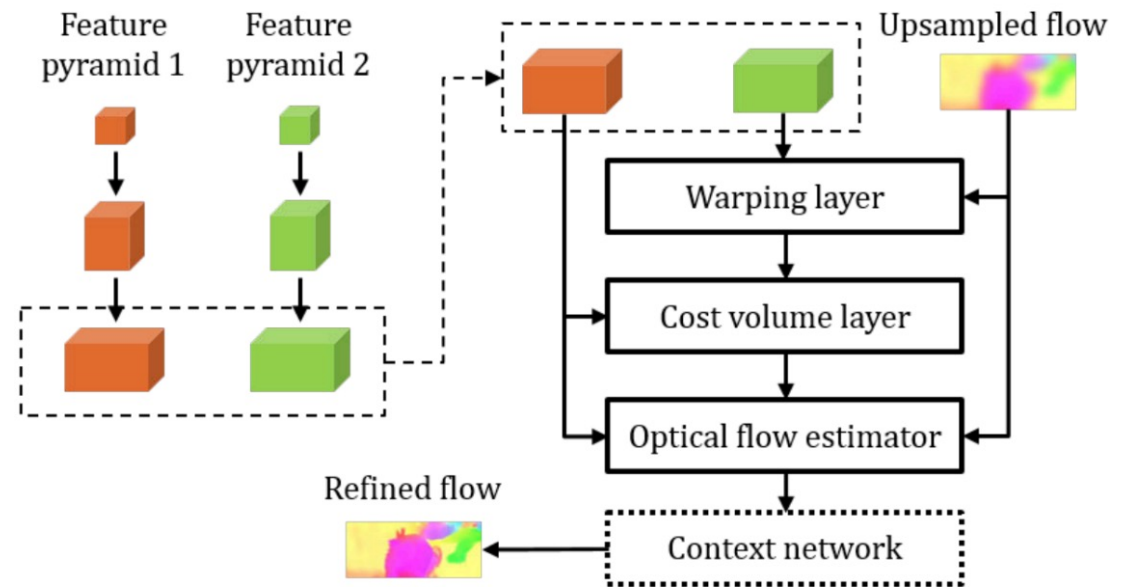 Feature
pyramid 1
Feature
pyramid 2
Upsampled flow
Warping layer
Cost volume layer
Optical flow estimator
Refined flow
Context network